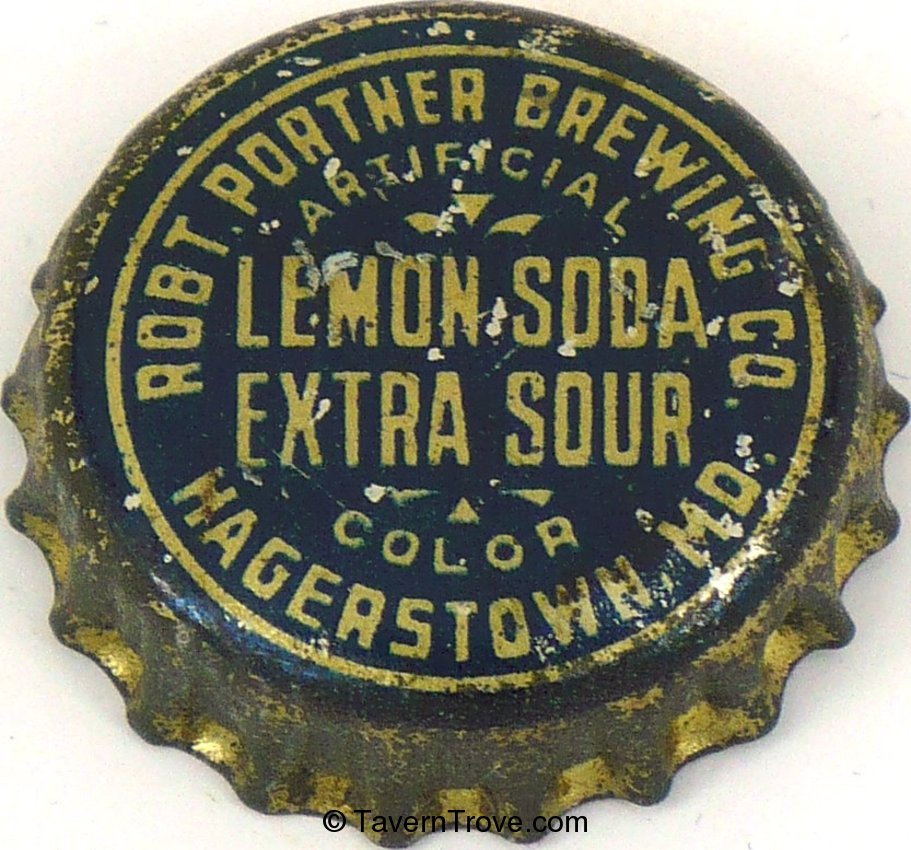 ROBT. PORTNER BREWING CO.
ARTIFICIAL
LEMON SODA
EXTRA SOUR
COLOR
HAGERSTOWN, MD.
© TavernTrove.com